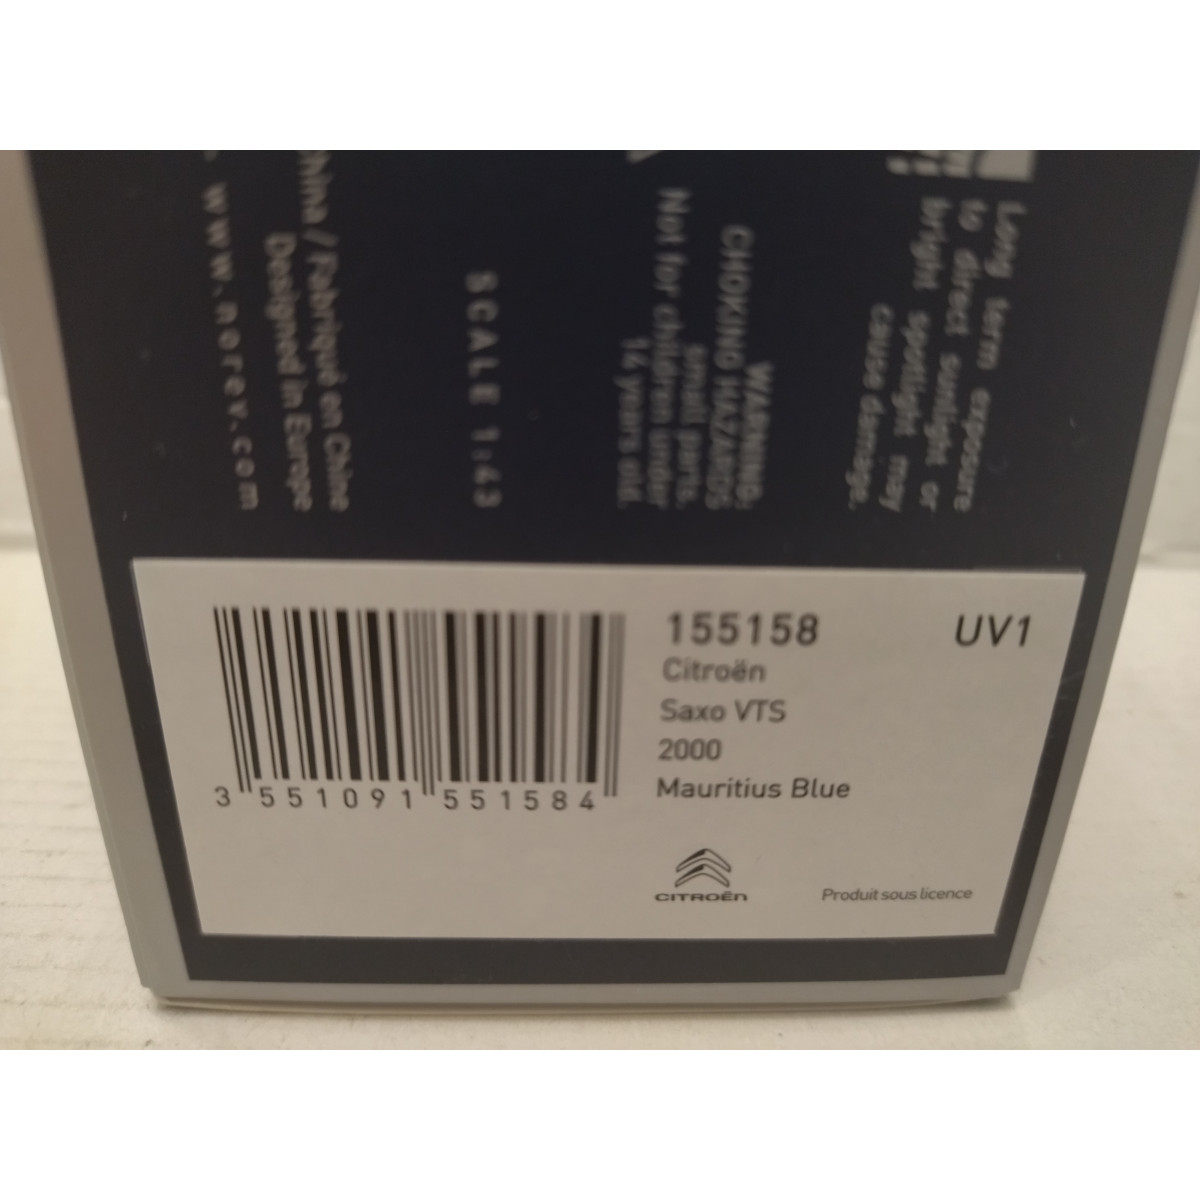 Long term exposure
to direct sunlight or
bright spotlight may
cause damage.
WARNING:
CHOKING HAZARDS
small parts.
Not for children under
14 years old.
SCALE 1:43
/ Fabriqué en Chine
Designed in Europe
www.norev.com
155158
UV1
Citroën
Saxo VTS
2000
Mauritius Blue
3 551091 551584
CITROËN
Produit sous licence